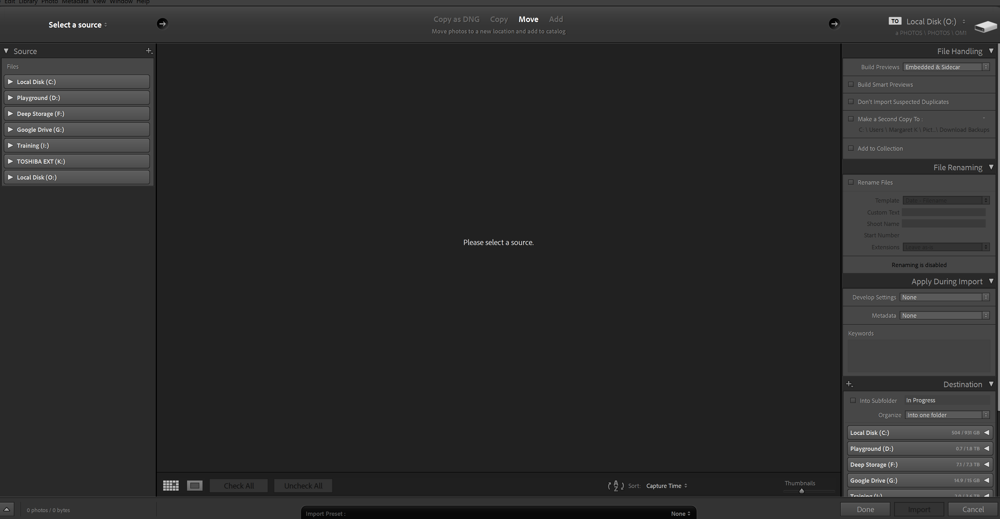 Edit Library Photo Metadata View Window Help
Select a source
Copy as DNG Copy Move Add
Move photos to a new location and add to catalog
TO Local Disk (O:)
a PHOTOS \ PHOTOS \ OM1
Source
Files
Local Disk (C:)
Playground (D:)
Deep Storage (F:)
Google Drive (G:)
Training (I:)
TOSHIBA EXT (K:)
Local Disk (O:)
Please select a source.
File Handling
Build Previews Embedded & Sidecar
Build Smart Previews
Don't Import Suspected Duplicates
Make a Second Copy To :
C: \ Users \ Margaret K \ Pict...\ Download Backups
Add to Collection
File Renaming
Rename Files
Template Date - Filename
Custom Text
Shoot Name
Start Number
Extensions Leave as-is
Renaming is disabled
Apply During Import
Develop Settings None
Metadata None
Keywords
Destination
Into Subfolder In Progress
Organize Into one folder
Local Disk (C:) 504 / 931 GB
Playground (D:) 0.7 / 1.8 TB
Deep Storage (F:) 7.1 / 7.3 TB
Google Drive (G:) 14.9 / 15 GB
Training (I:) 2.0 / 3.6 TB
Check All Uncheck All
A Z Sort: Capture Time
Thumbnails
0 photos / 0 bytes
Import Preset : None
Done Import Cancel